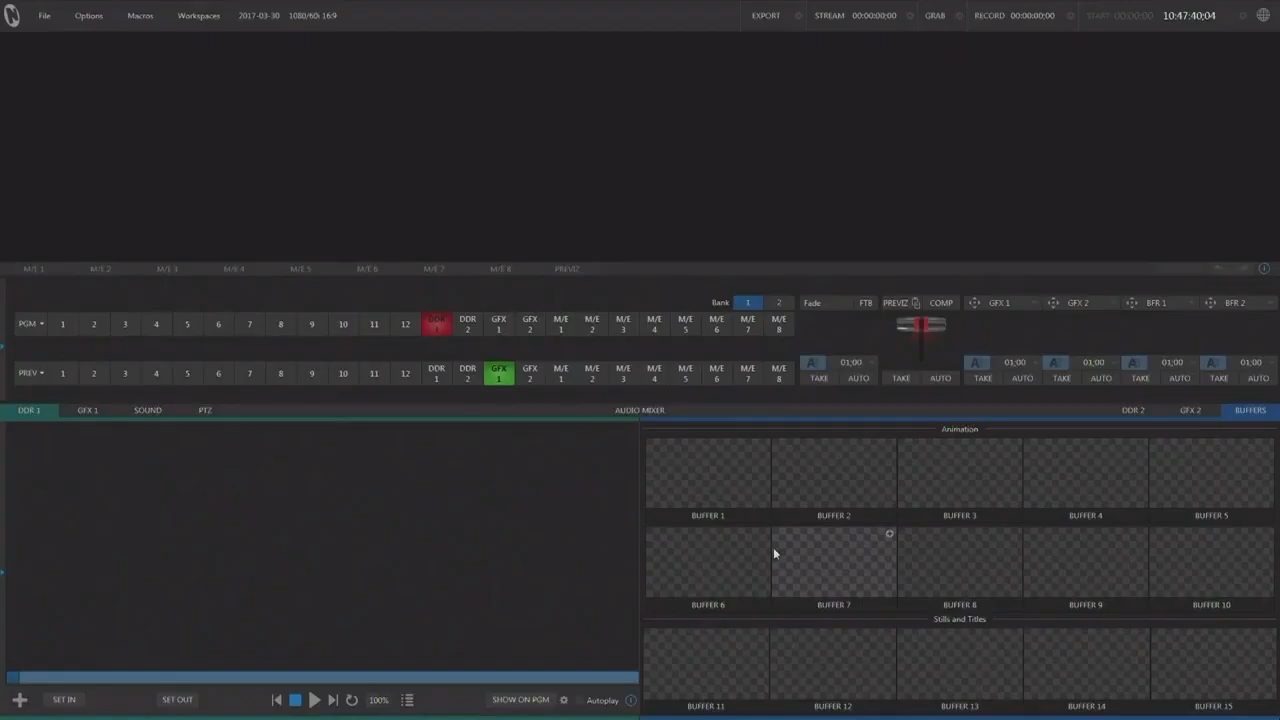 File Options Macros Workspaces 2017-03-30 1080/60i 16:9 EXPORT STREAM 00:00:00;00 GRAB RECORD 00:00:00;00 START 00:00:00 10:47:40;04
M/E 1 M/E 2 M/E 3 M/E 4 M/E 5 M/E 6 M/E 7 M/E 8 PREVIZ
Bank 1 2 Fade FTB PREVIZ COMP GFX 1 GFX 2 BFR 1 BFR 2
PGM 1 2 3 4 5 6 7 8 9 10 11 12 DDR 1 DDR 2 GFX 1 GFX 2 M/E 1 M/E 2 M/E 3 M/E 4 M/E 5 M/E 6 M/E 7 M/E 8
01:00 01:00 01:00 01:00 01:00
PREV 1 2 3 4 5 6 7 8 9 10 11 12 DDR 1 DDR 2 GFX 1 GFX 2 M/E 1 M/E 2 M/E 3 M/E 4 M/E 5 M/E 6 M/E 7 M/E 8
TAKE AUTO TAKE AUTO TAKE AUTO TAKE AUTO TAKE AUTO TAKE AUTO
DDR 1 GFX 1 SOUND PTZ AUDIO MIXER DDR 2 GFX 2 BUFFERS
Animation
BUFFER 1 BUFFER 2 BUFFER 3 BUFFER 4 BUFFER 5
BUFFER 6 BUFFER 7 BUFFER 8 BUFFER 9 BUFFER 10
Stills and Titles
SET IN SET OUT 100% SHOW ON PGM Autoplay
BUFFER 11 BUFFER 12 BUFFER 13 BUFFER 14 BUFFER 15